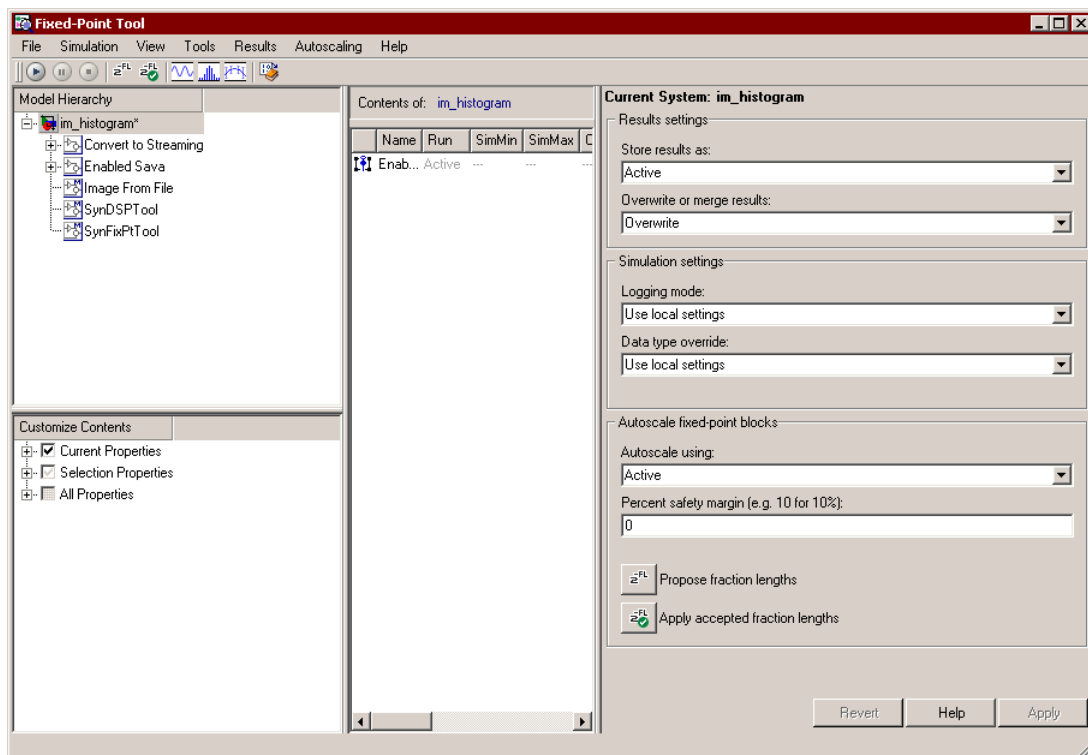 Fixed-Point Tool
File Simulation View Tools Results Autoscaling Help
Model Hierarchy
im_histogram*
Convert to Streaming
Enabled Sava
Image From File
SynDSPTool
SynFixPtTool
Customize Contents
Current Properties
Selection Properties
All Properties
Contents of: im_histogram
Name Run SimMin SimMax C
Enab... Active --- --- ---
Current System: im_histogram
Results settings
Store results as:
Active
Overwrite or merge results:
Overwrite
Simulation settings
Logging mode:
Use local settings
Data type override:
Use local settings
Autoscale fixed-point blocks
Autoscale using:
Active
Percent safety margin (e.g. 10 for 10%):
0
Propose fraction lengths
Apply accepted fraction lengths
Revert Help Apply